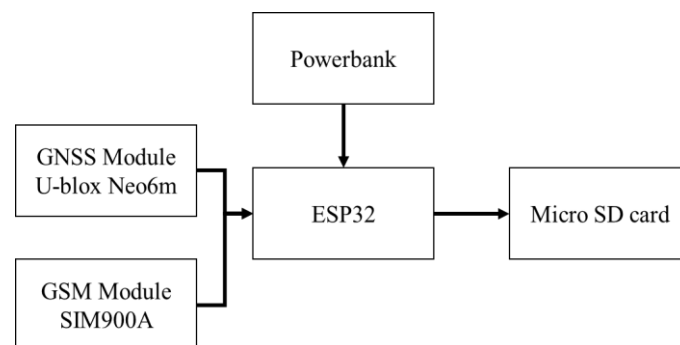 Powerbank
GNSS Module
U-blox Neo6m
ESP32
Micro SD card
GSM Module
SIM900A